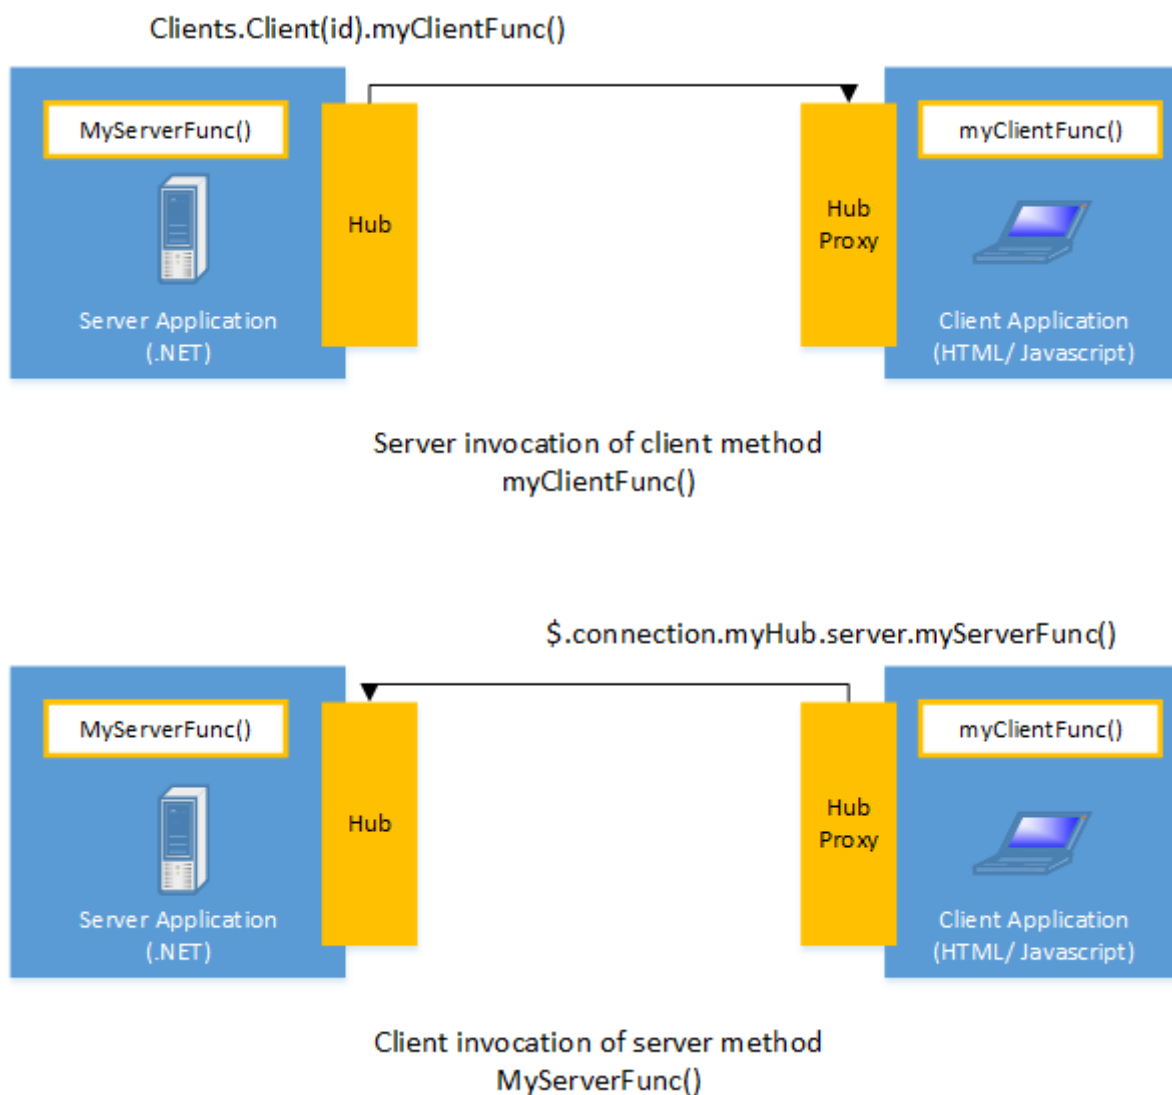 Clients.Client(id).myClientFunc()
MyServerFunc()
myClientFunc()
Hub
Hub
Proxy
Server Application
(.NET)
Client Application
(HTML/ Javascript)
Server invocation of client method
myClientFunc()
$.connection.myHub.server.myServerFunc()
MyServerFunc()
myClientFunc()
Hub
Hub
Proxy
Server Application
(.NET)
Client Application
(HTML/ Javascript)
Client invocation of server method
MyServerFunc()